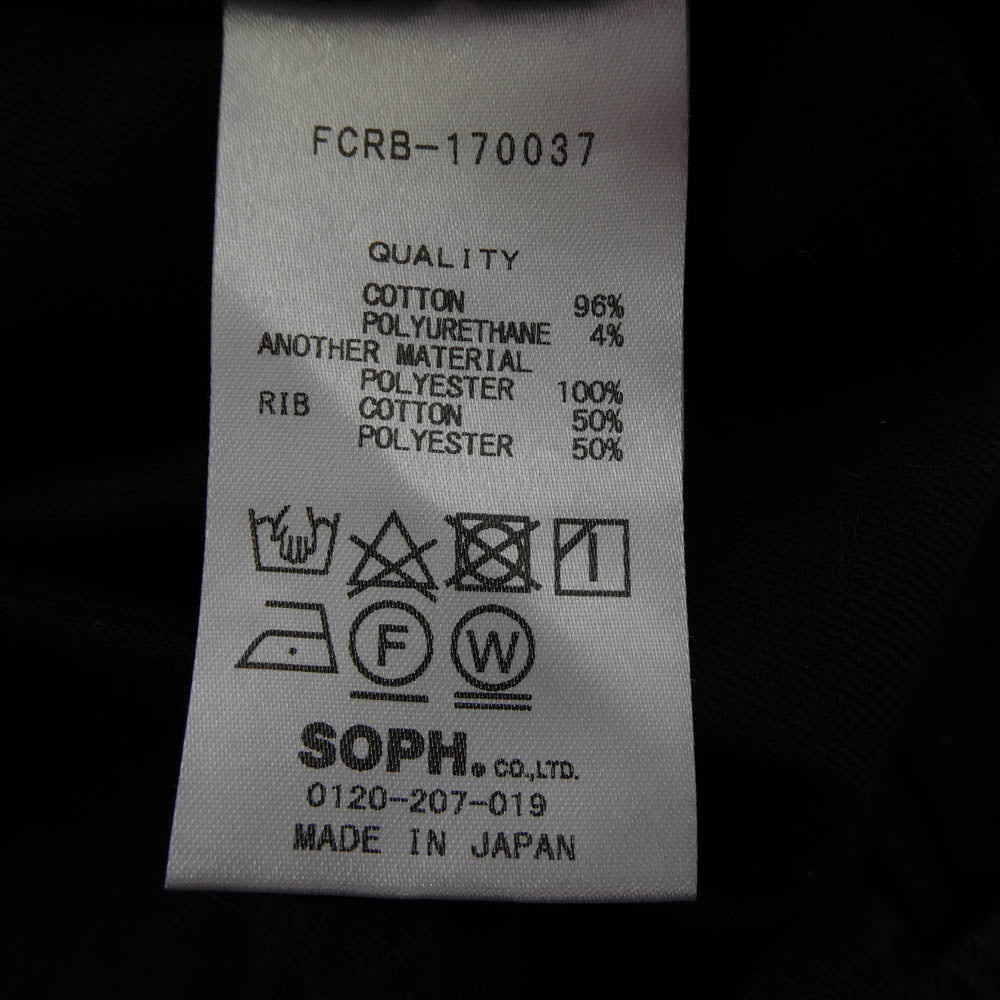 FCRB-170037
QUALITY
COTTON 96%
POLYURETHANE 4%
ANOTHER MATERIAL
POLYESTER 100%
RIB COTTON 50%
POLYESTER 50%
F W
SOPH. CO.,LTD.
0120-207-019
MADE IN JAPAN